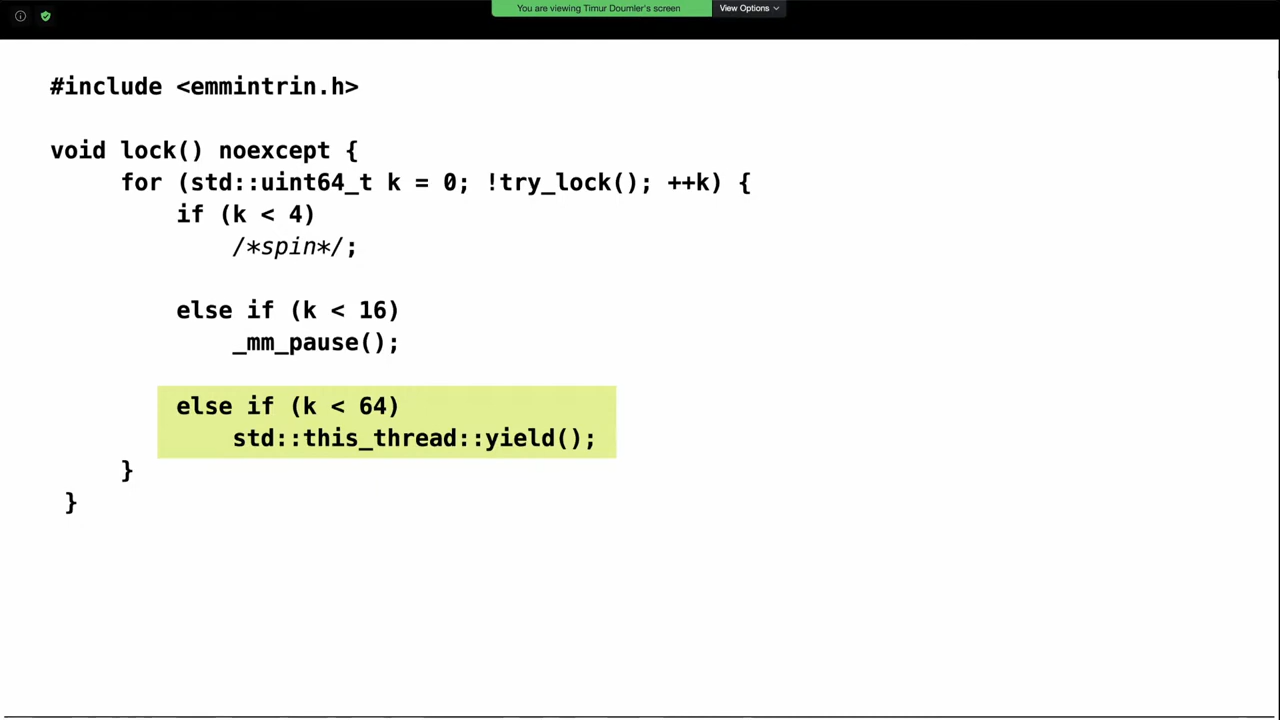 You are viewing Timur Doumler's screen
View Options
#include <emmintrin.h>
void lock() noexcept {
for (std::uint64_t k = 0; !try_lock(); ++k) {
if (k < 4)
/*spin*/;
else if (k < 16)
_mm_pause();
else if (k < 64)
std::this_thread::yield();
}
}